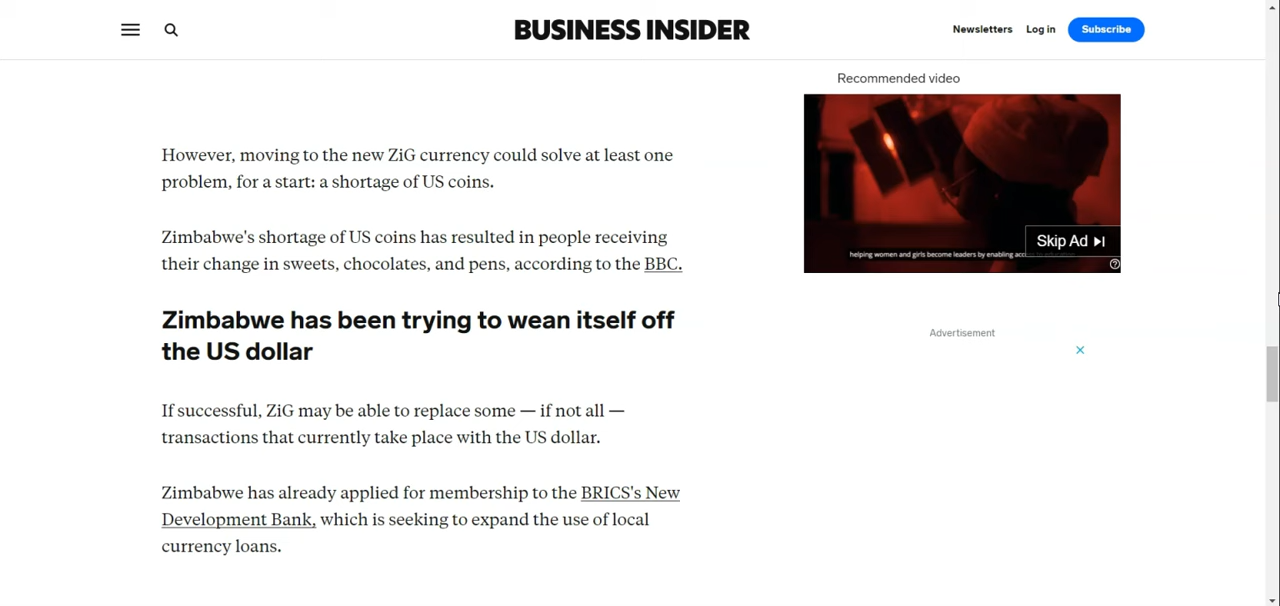 BUSINESS INSIDER
Newsletters Log in Subscribe
Recommended video
However, moving to the new ZiG currency could solve at least one
problem, for a start: a shortage of US coins.
Skip Ad
helping women and girls become leaders by enabling
Zimbabwe's shortage of US coins has resulted in people receiving
their change in sweets, chocolates, and pens, according to the BBC.
Zimbabwe has been trying to wean itself off
the US dollar
Advertisement
If successful, ZiG may be able to replace some — if not all —
transactions that currently take place with the US dollar.
Zimbabwe has already applied for membership to the BRICS's New
Development Bank, which is seeking to expand the use of local
currency loans.